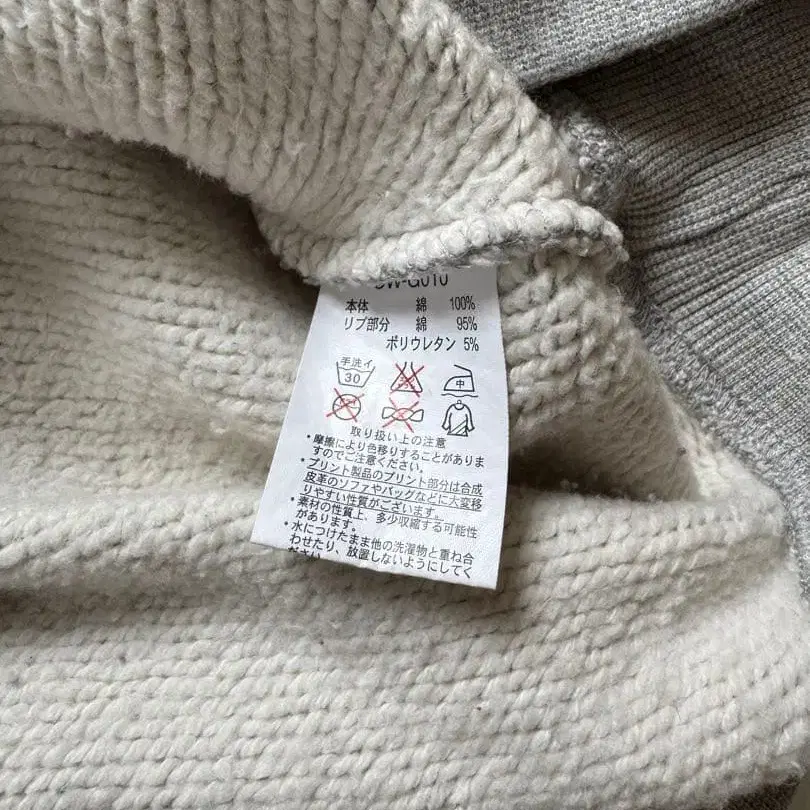 SW-G010
本体 綿 100%
リブ部分 綿 95%
ポリウレタン 5%
手洗イ
30
中
取り扱い上の注意
・摩擦により色移りすることがありま
すのでご注意ください。
・プリント製品のプリント部分は合成
皮革のソファやバッグなどに大変移
りやすい性質がございます。
・素材の性質上、多少収縮する可能性
があります。
・水につけたまま他の洗濯物と重ね合
わせたり、放置しないようにしてく
ださい。